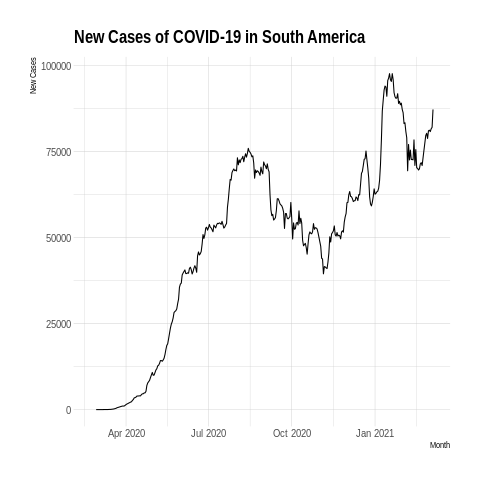 New Cases of COVID-19 in South America
New Cases
100000
75000
50000
25000
0
Apr 2020 Jul 2020 Oct 2020 Jan 2021
Month